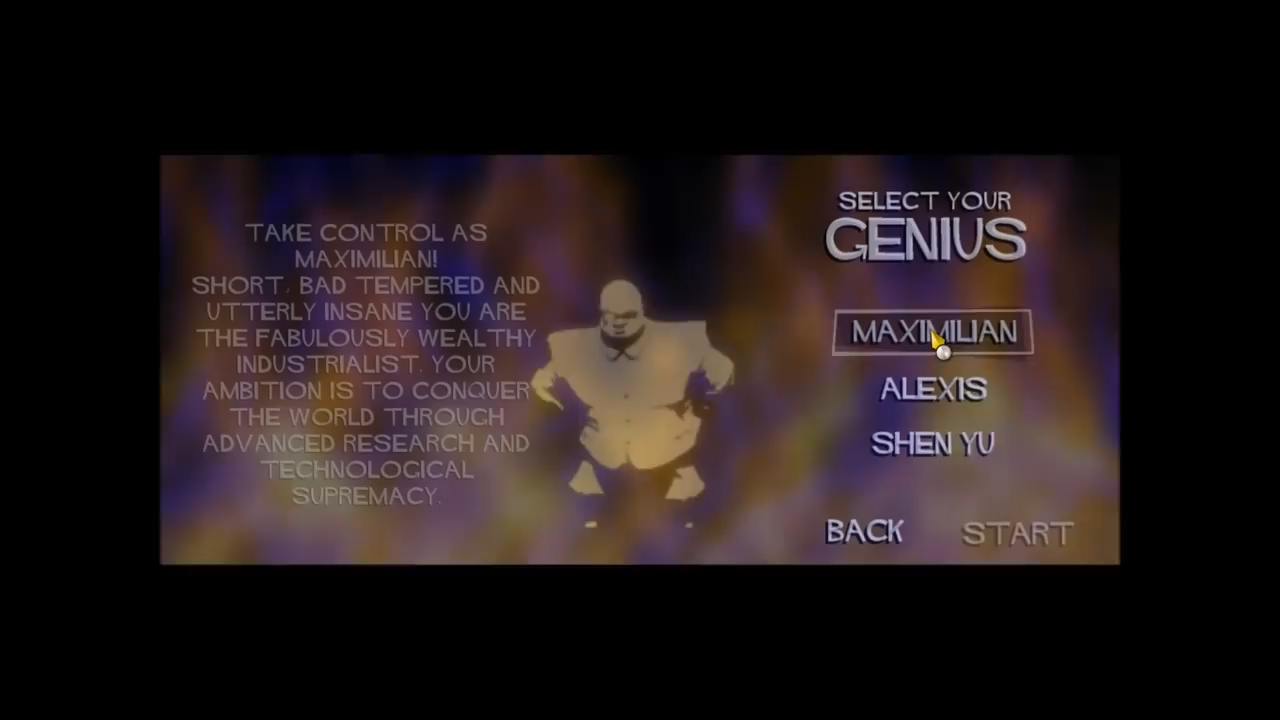 TAKE CONTROL AS
MAXIMILIAN!
SHORT, BAD TEMPERED AND
UTTERLY INSANE YOU ARE
THE FABULOUSLY WEALTHY
INDUSTRIALIST. YOUR
AMBITION IS TO CONQUER
THE WORLD THROUGH
ADVANCED RESEARCH AND
TECHNOLOGICAL
SUPREMACY.
SELECT YOUR
GENIUS
MAXIMILIAN
ALEXIS
SHEN YU
BACK
START